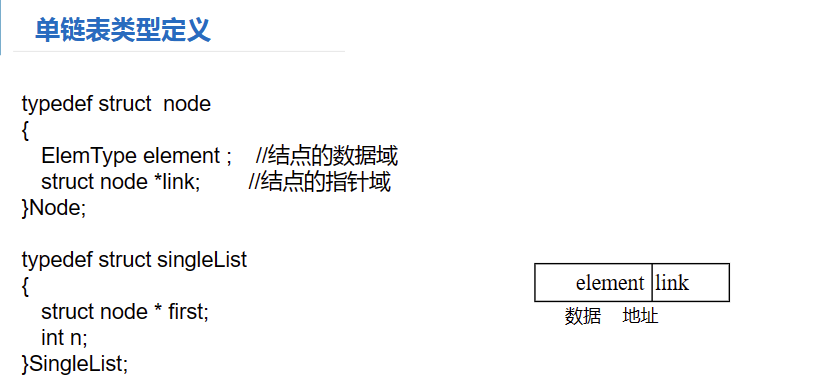 单链表类型定义
typedef struct  node
{
ElemType element ;    //结点的数据域
struct node *link;        //结点的指针域
}Node;
typedef struct singleList
{
struct node * first;
int n;
}SingleList;
element link
数据 地址